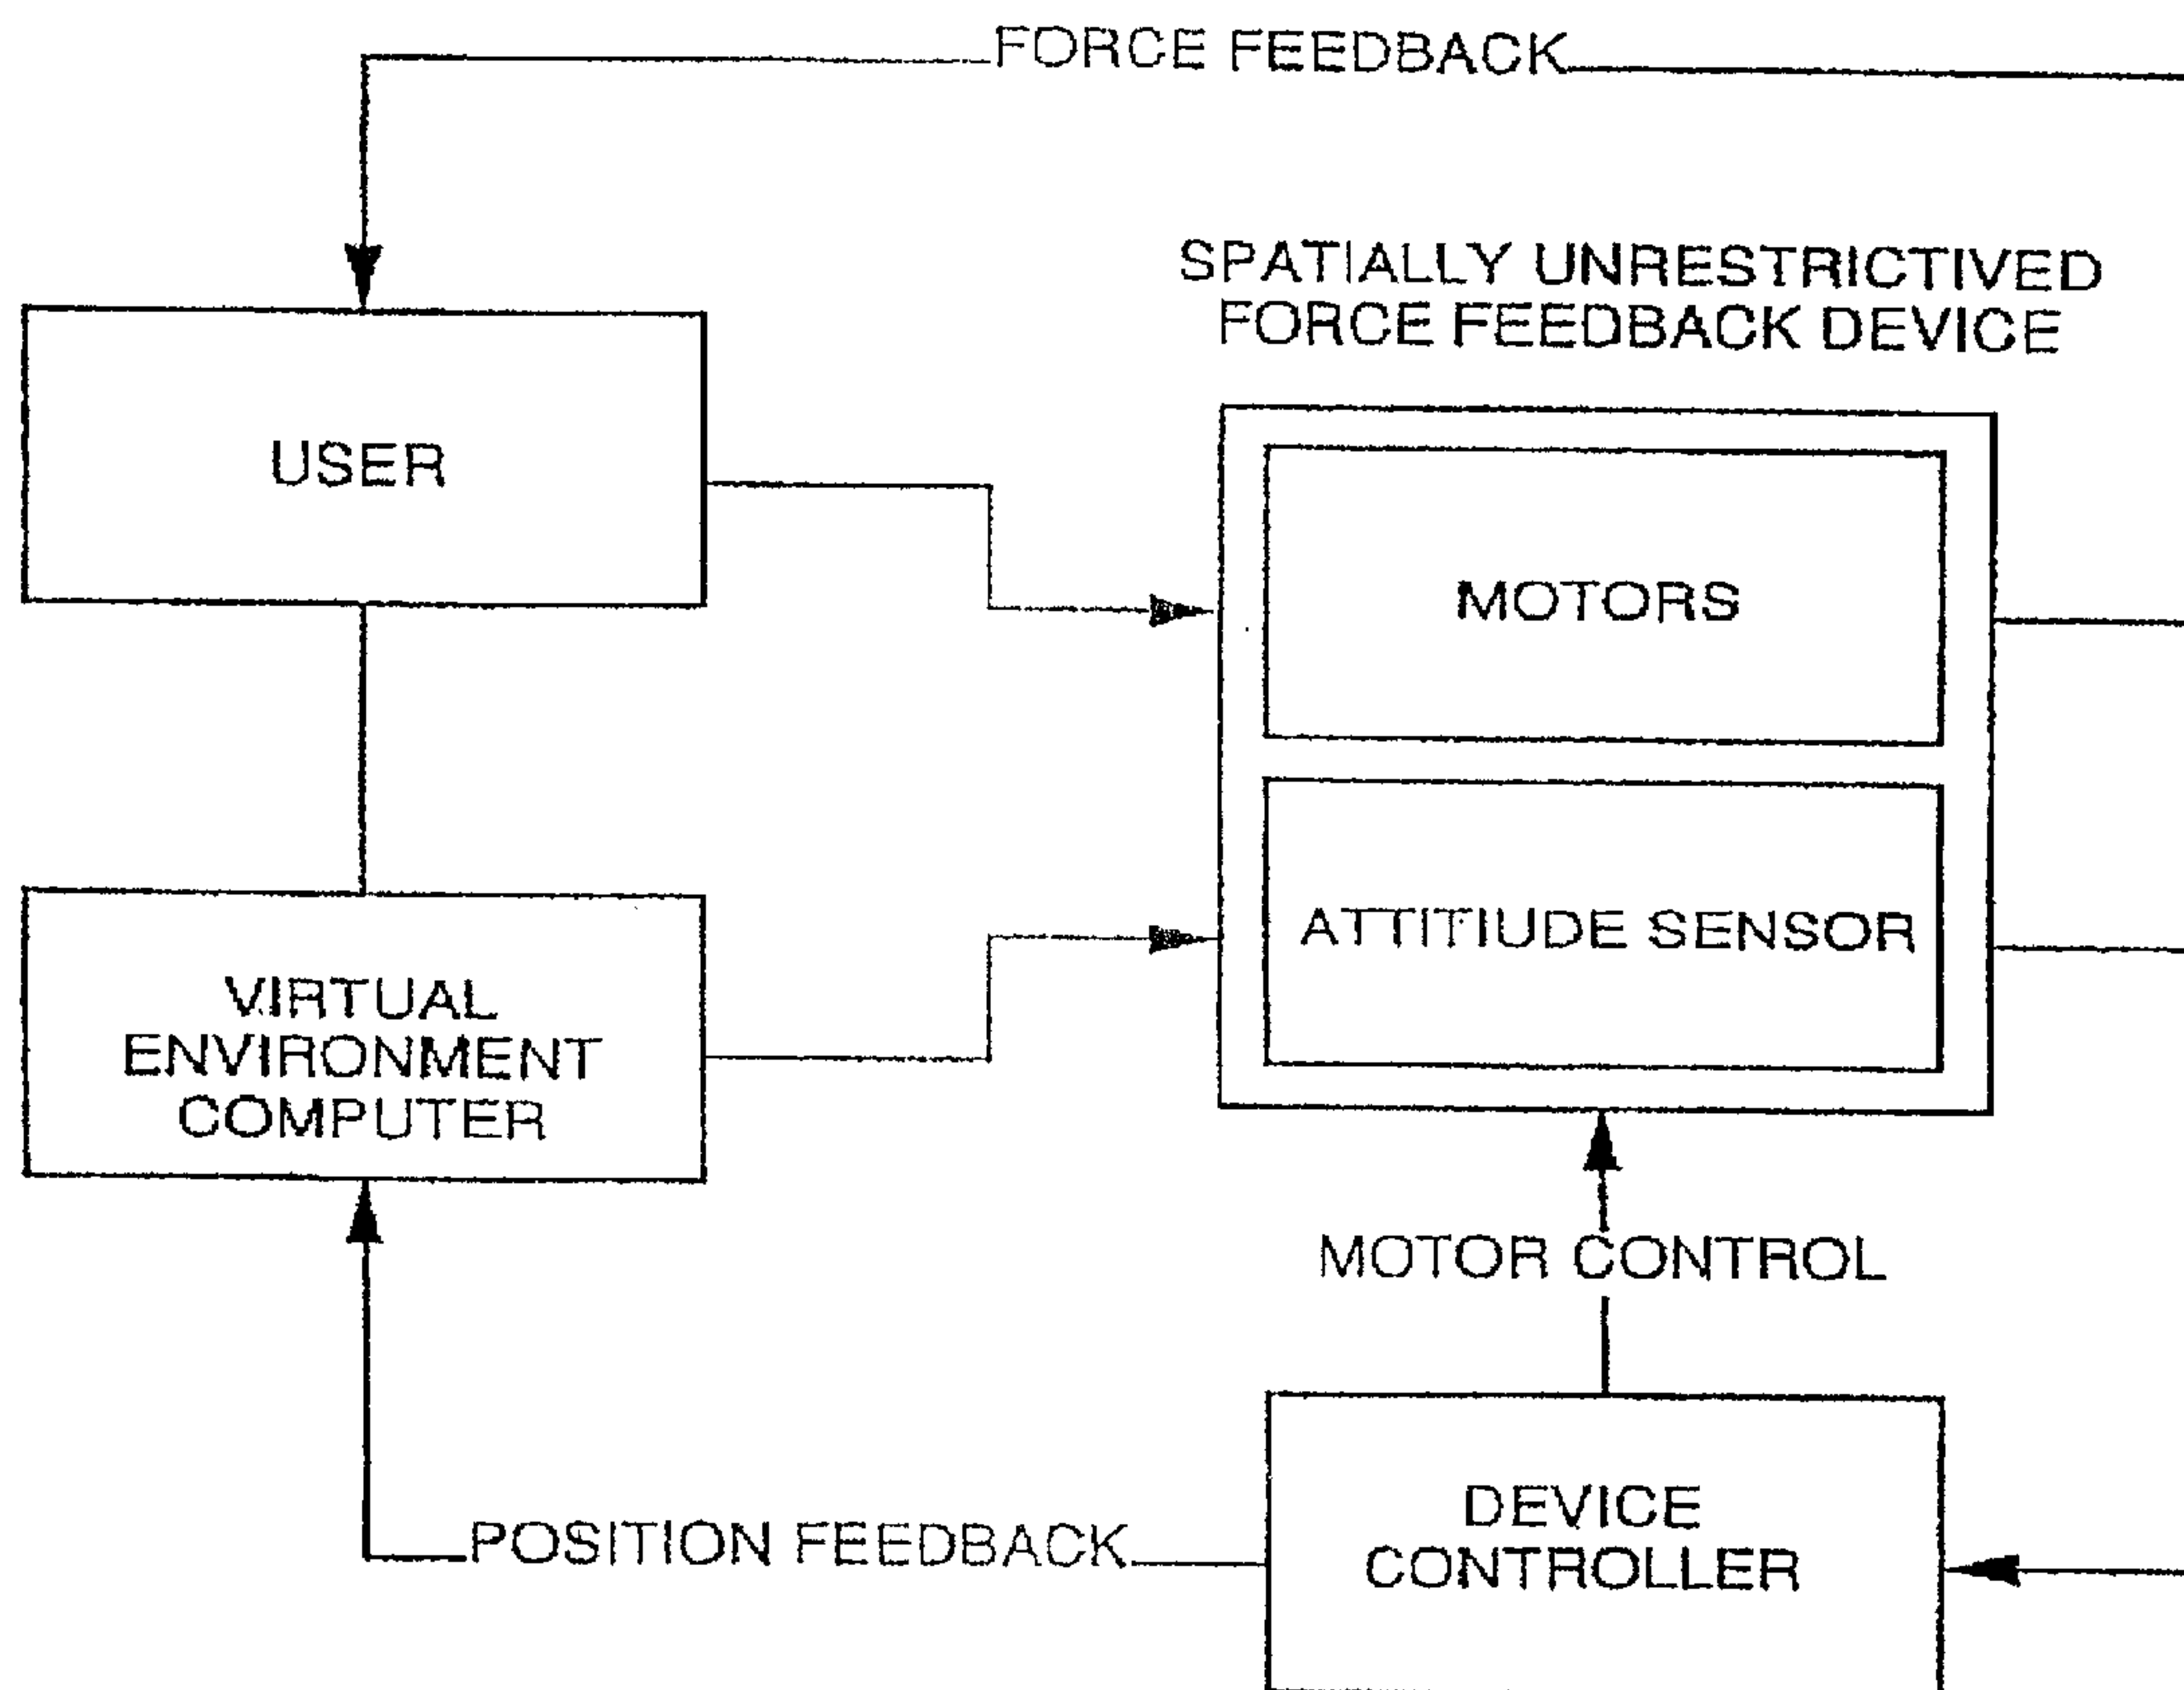 FORCE FEEDBACK
SPATIALLY UNRESTRICTIVED
FORCE FEEDBACK DEVICE
USER
MOTORS
ATTITIUDE SENSOR
VIRTUAL
ENVIRONMENT
COMPUTER
MOTOR CONTROL
DEVICE
CONTROLLER
POSITION FEEDBACK